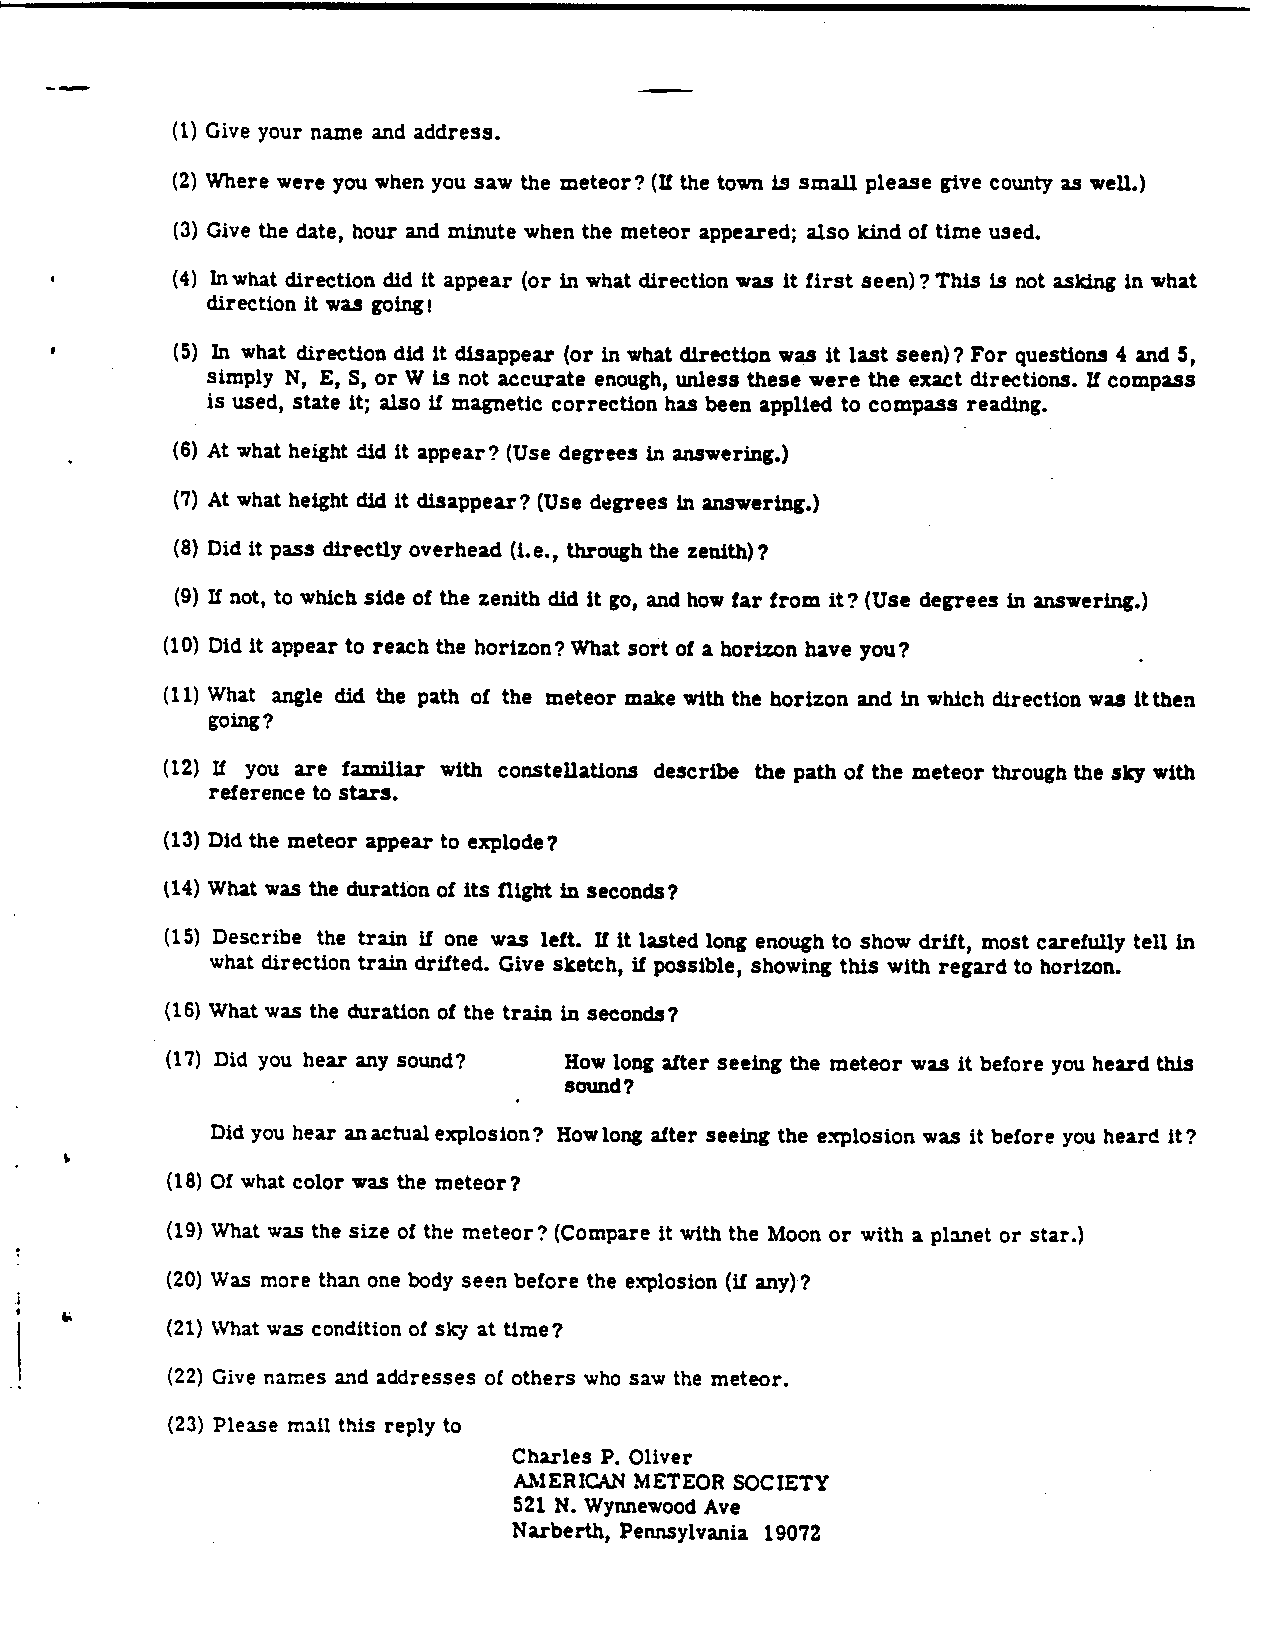 (1) Give your name and address.
(2) Where were you when you saw the meteor? (If the town is small please give county as well.)
(3) Give the date, hour and minute when the meteor appeared; also kind of time used.
(4) In what direction did it appear (or in what direction was it first seen)? This is not asking in what
direction it was going!
(5) In what direction did it disappear (or in what direction was it last seen)? For questions 4 and 5,
simply N, E, S, or W is not accurate enough, unless these were the exact directions. If compass
is used, state it; also if magnetic correction has been applied to compass reading.
(6) At what height did it appear? (Use degrees in answering.)
(7) At what height did it disappear? (Use degrees in answering.)
(8) Did it pass directly overhead (i.e., through the zenith)?
(9) If not, to which side of the zenith did it go, and how far from it? (Use degrees in answering.)
(10) Did it appear to reach the horizon? What sort of a horizon have you?
(11) What angle did the path of the meteor make with the horizon and in which direction was it then
going?
(12) If you are familiar with constellations describe the path of the meteor through the sky with
reference to stars.
(13) Did the meteor appear to explode?
(14) What was the duration of its flight in seconds?
(15) Describe the train if one was left. If it lasted long enough to show drift, most carefully tell in
what direction train drifted. Give sketch, if possible, showing this with regard to horizon.
(16) What was the duration of the train in seconds?
(17) Did you hear any sound? How long after seeing the meteor was it before you heard this
sound?
Did you hear an actual explosion? How long after seeing the explosion was it before you heard it?
(18) Of what color was the meteor?
(19) What was the size of the meteor? (Compare it with the Moon or with a planet or star.)
(20) Was more than one body seen before the explosion (if any)?
(21) What was condition of sky at time?
(22) Give names and addresses of others who saw the meteor.
(23) Please mail this reply to
Charles P. Oliver
AMERICAN METEOR SOCIETY
521 N. Wynnewood Ave
Narberth, Pennsylvania 19072